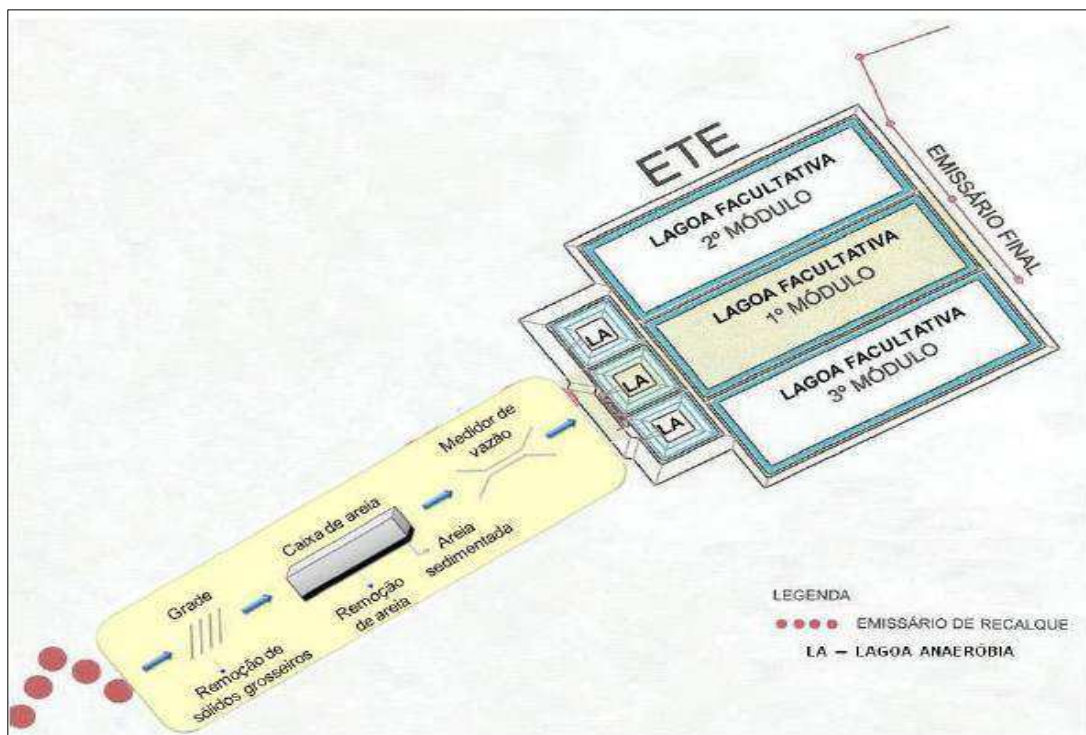 ETE
LAGOA FACULTATIVA
2º MÓDULO
LAGOA FACULTATIVA
1º MÓDULO
LAGOA FACULTATIVA
3º MÓDULO
EMISSÁRIO FINAL
LA
LA
LA
Medidor de
vazão
Caixa de areia
Areia
sedimentada
Remoção
de areia
Grade
Remoção de
sólidos grosseiros
LEGENDA
EMISSÁRIO DE RECALQUE
LA – LAGOA ANAERÓBIA